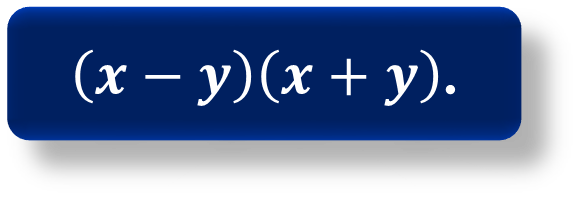 (x − y)(x + y).